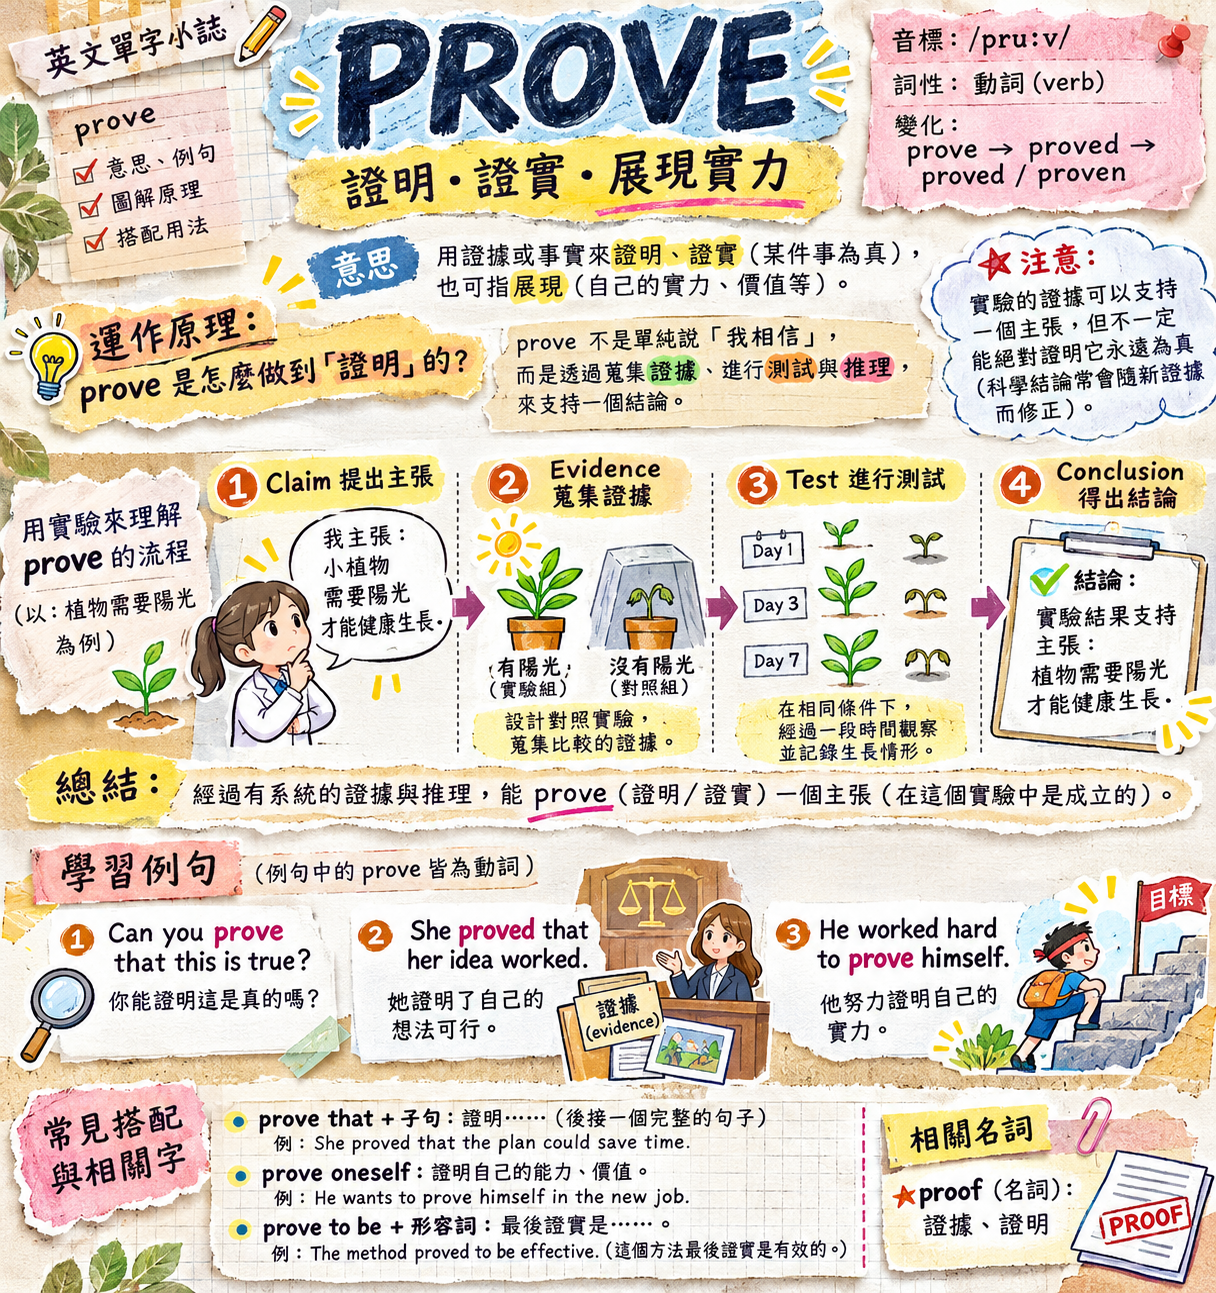 英文單字小誌
prove
意思、例句
圖解原理
搭配用法
PROVE
證明・證實・展現實力
音標：/pruːv/
詞性：動詞 (verb)
變化：
prove → proved →
proved / proven
意思
用證據或事實來證明、證實（某件事為真），
也可指展現（自己的實力、價值等）。
注意：
實驗的證據可以支持
一個主張，但不一定
能絕對證明它永遠為真
（科學結論常會隨新證據
而修正）。
運作原理：
prove 是怎麼做到「證明」的？
prove 不是單純說「我相信」，
而是透過蒐集證據、進行測試與推理，
來支持一個結論。
用實驗來理解
prove 的流程
（以：植物需要陽光
為例）
1 Claim 提出主張
我主張：
小植物
需要陽光
才能健康生長。
2 Evidence
蒐集證據
有陽光
（實驗組）
沒有陽光
（對照組）
設計對照實驗，
蒐集比較的證據。
3 Test 進行測試
Day 1
Day 3
Day 7
在相同條件下，
經過一段時間觀察
並記錄生長情形。
4 Conclusion
得出結論
結論：
實驗結果支持
主張：
植物需要陽光
才能健康生長。
總結：
經過有系統的證據與推理，能 prove（證明／證實）一個主張（在這個實驗中是成立的）。
學習例句
（例句中的 prove 皆為動詞）
1 Can you prove
that this is true?
你能證明這是真的嗎？
2 She proved that
her idea worked.
她證明了自己的
想法可行。
證據
(evidence)
3 He worked hard
to prove himself.
他努力證明自己的
實力。
目標
常見搭配
與相關字
prove that + 子句：證明……（後接一個完整的句子）
例：She proved that the plan could save time.
prove oneself：證明自己的能力、價值。
例：He wants to prove himself in the new job.
prove to be + 形容詞：最後證實是……。
例：The method proved to be effective.（這個方法最後證實是有效的。）
相關名詞
proof（名詞）：
證據、證明
PROOF